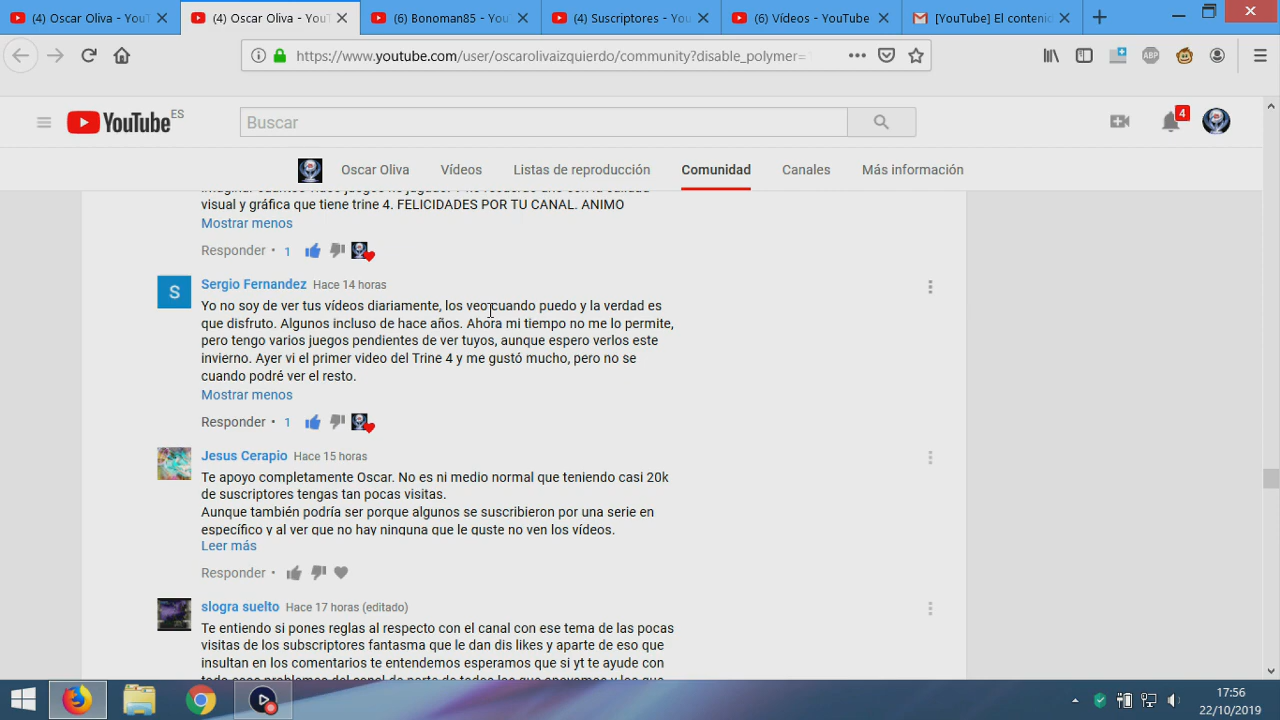 (4) Oscar Oliva - YouT
(4) Oscar Oliva - YouT
(6) Bonoman85 - You
(4) Suscriptores - You
(6) Vídeos - YouTube
[YouTube] El contenid
https://www.youtube.com/user/oscarolivaizquierdo/community?disable_polymer=
ABP
YouTube ES
Buscar
4
Oscar Oliva
Vídeos
Listas de reproducción
Comunidad
Canales
Más información
visual y gráfica que tiene trine 4. FELICIDADES POR TU CANAL. ANIMO
Mostrar menos
Responder • 1
S
Sergio Fernandez Hace 14 horas
Yo no soy de ver tus vídeos diariamente, los veo cuando puedo y la verdad es
que disfruto. Algunos incluso de hace años. Ahora mi tiempo no me lo permite,
pero tengo varios juegos pendientes de ver tuyos, aunque espero verlos este
invierno. Ayer vi el primer video del Trine 4 y me gustó mucho, pero no se
cuando podré ver el resto.
Mostrar menos
Responder • 1
Jesus Cerapio Hace 15 horas
Te apoyo completamente Oscar. No es ni medio normal que teniendo casi 20k
de suscriptores tengas tan pocas visitas.
Aunque también podría ser porque algunos se suscribieron por una serie en
específico y al ver que no hay ninguna que le guste no ven los vídeos.
Leer más
Responder •
slogra suelto Hace 17 horas (editado)
Te entiendo si pones reglas al respecto con el canal con ese tema de las pocas
visitas de los subscriptores fantasma que le dan dis likes y aparte de eso que
insultan en los comentarios te entendemos esperamos que si yt te ayude con
17:56
22/10/2019